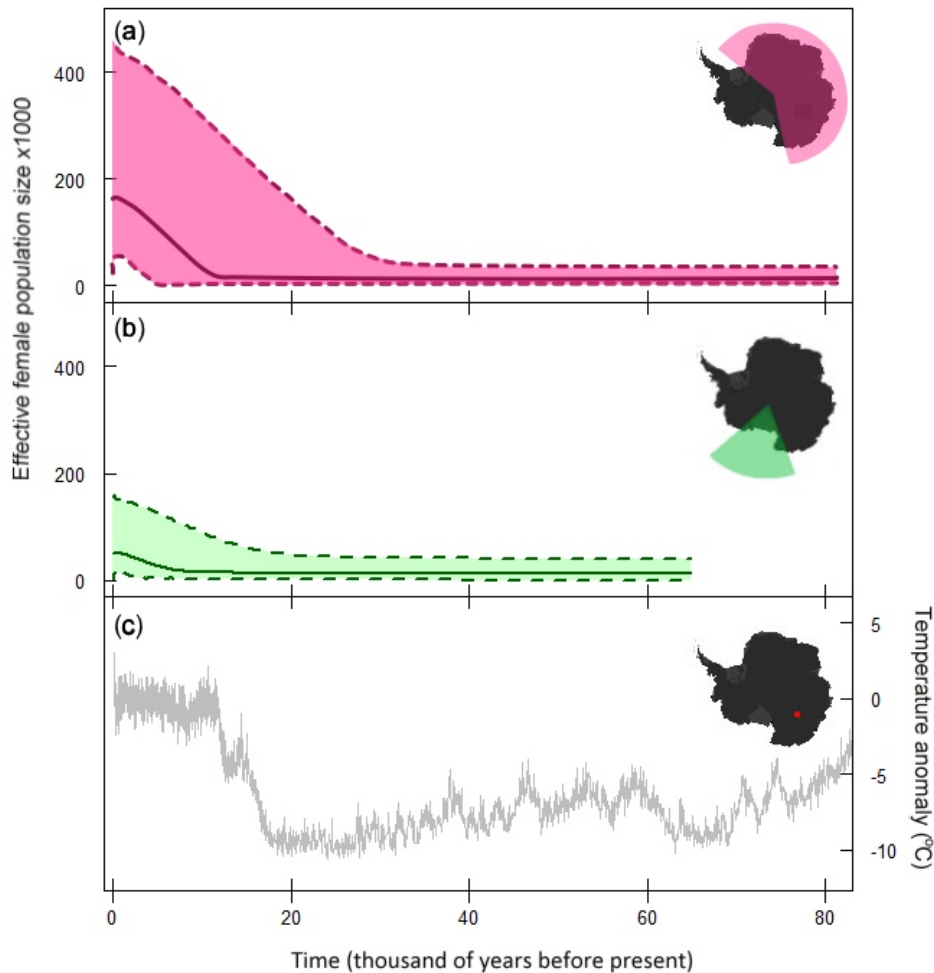 (a)
400
200
0
Effective female population size x1000
(b)
400
200
0
(c)
5
0
-5
-10
Temperature anomaly (°C)
0 20 40 60 80
Time (thousand of years before present)